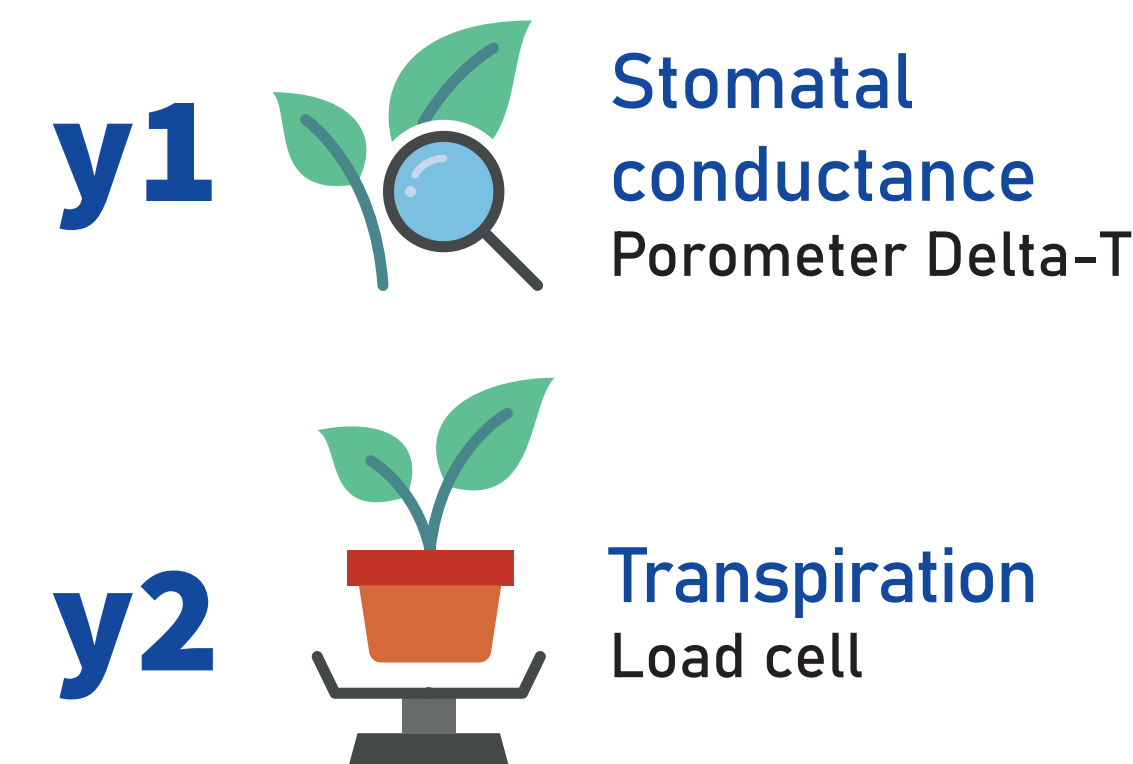 y1
Stomatal
conductance
Porometer Delta-T
y2
Transpiration
Load cell